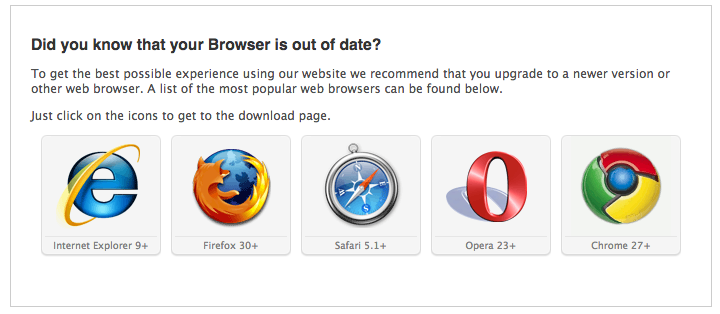 Did you know that your Browser is out of date?
To get the best possible experience using our website we recommend that you upgrade to a newer version or
other web browser. A list of the most popular web browsers can be found below.
Just click on the icons to get to the download page.
Internet Explorer 9+
Firefox 30+
Safari 5.1+
Opera 23+
Chrome 27+